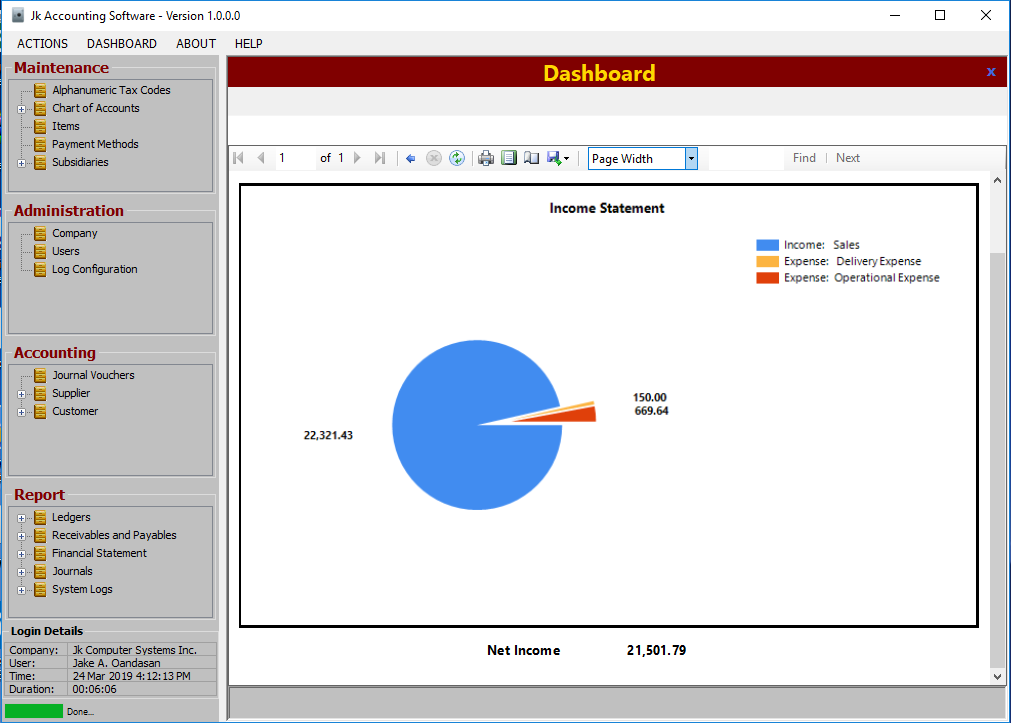 Jk Accounting Software - Version 1.0.0.0
ACTIONS DASHBOARD ABOUT HELP
Maintenance
Alphanumeric Tax Codes
Chart of Accounts
Items
Payment Methods
Subsidiaries
Administration
Company
Users
Log Configuration
Accounting
Journal Vouchers
Supplier
Customer
Report
Ledgers
Receivables and Payables
Financial Statement
Journals
System Logs
Login Details
Company: Jk Computer Systems Inc.
User: Jake A. Oandasan
Time: 24 Mar 2019 4:12:13 PM
Duration: 00:06:06
Done...
Dashboard x
1 of 1 Page Width Find | Next
Income Statement
Income: Sales
Expense: Delivery Expense
Expense: Operational Expense
150.00
669.64
22,321.43
Net Income 21,501.79